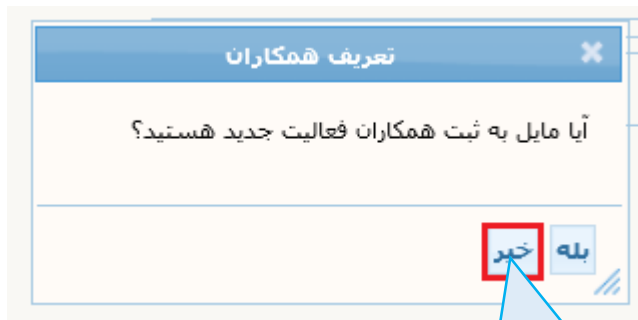 تعریف همکاران
آیا مایل به ثبت همکاران فعالیت جدید هستید؟
بله خیر